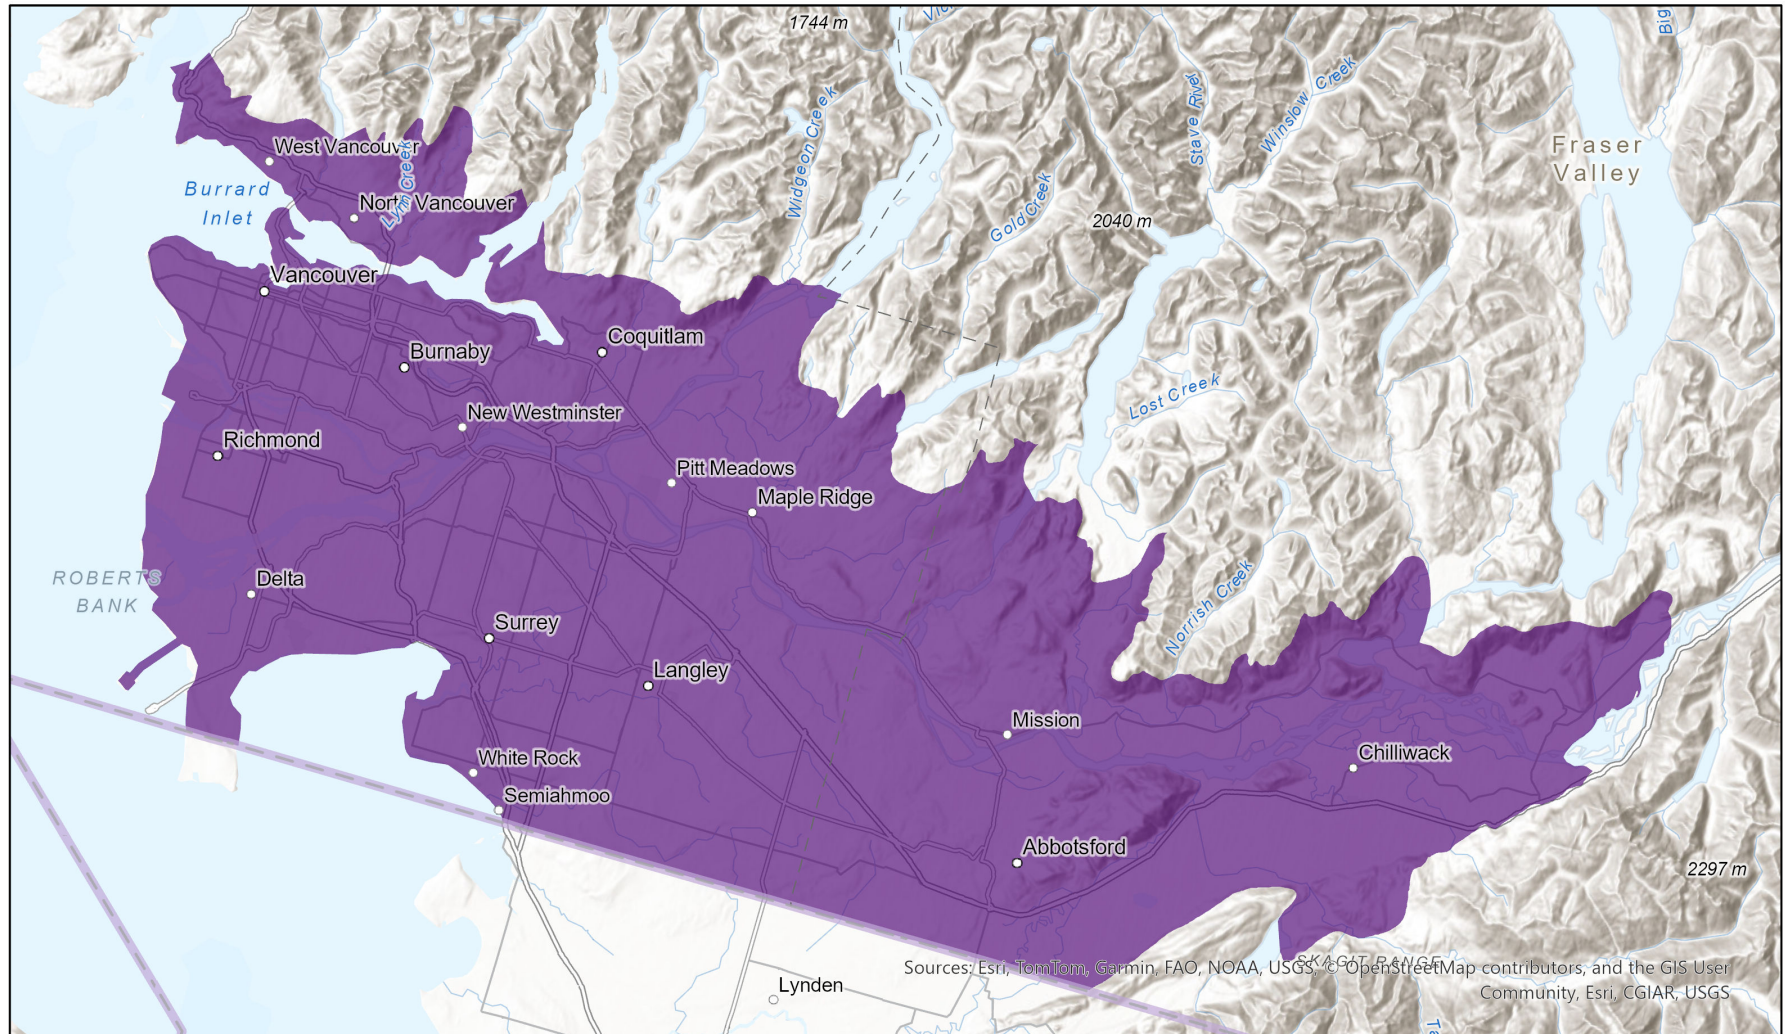 1744 m
Widgeon Creek
Stave River
Winslow Creek
Big
West Vancouver
Lynn Creek
Burrard
Inlet
North Vancouver
Gold Creek
2040 m
Fraser
Valley
Vancouver
Coquitlam
Burnaby
Lost Creek
New Westminster
Richmond
Pitt Meadows
Maple Ridge
ROBERTS
BANK
Delta
Norrish Creek
Surrey
Langley
Mission
White Rock
Chilliwack
Semiahmoo
Abbotsford
2297 m
SKAGIT RANGE
Sources: Esri, TomTom, Garmin, FAO, NOAA, USGS, © OpenStreetMap contributors, and the GIS User
Community, Esri, CGIAR, USGS
Lynden